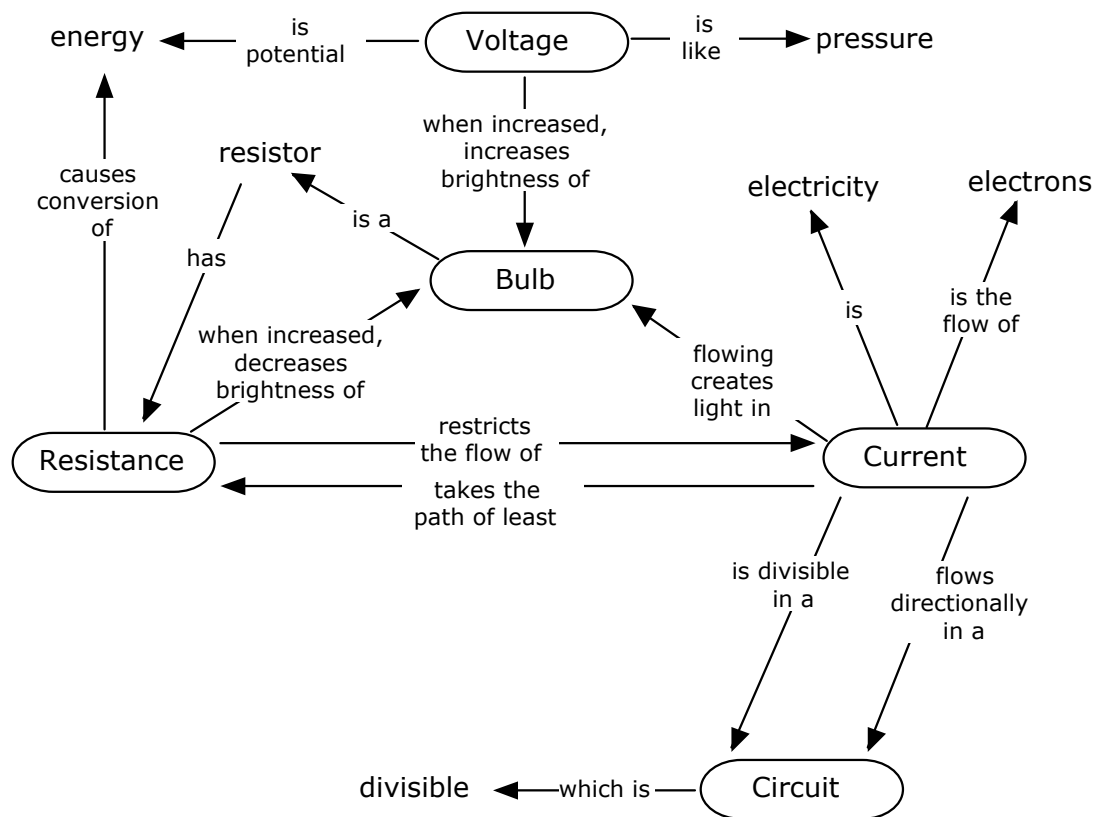 energy
is
potential
Voltage
is
like
pressure
when increased,
increases
brightness of
resistor
causes
conversion
of
is a
electricity
electrons
has
Bulb
is
is the
flow of
when increased,
decreases
brightness of
flowing
creates
light in
Resistance
restricts
the flow of
Current
takes the
path of least
is divisible
in a
flows
directionally
in a
divisible
which is
Circuit